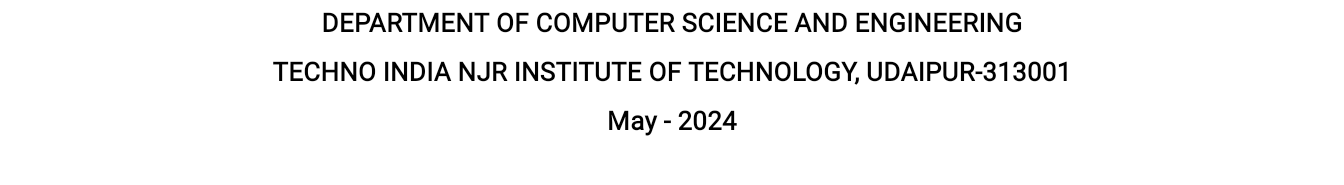 DEPARTMENT OF COMPUTER SCIENCE AND ENGINEERING
TECHNO INDIA NJR INSTITUTE OF TECHNOLOGY, UDAIPUR-313001
May - 2024